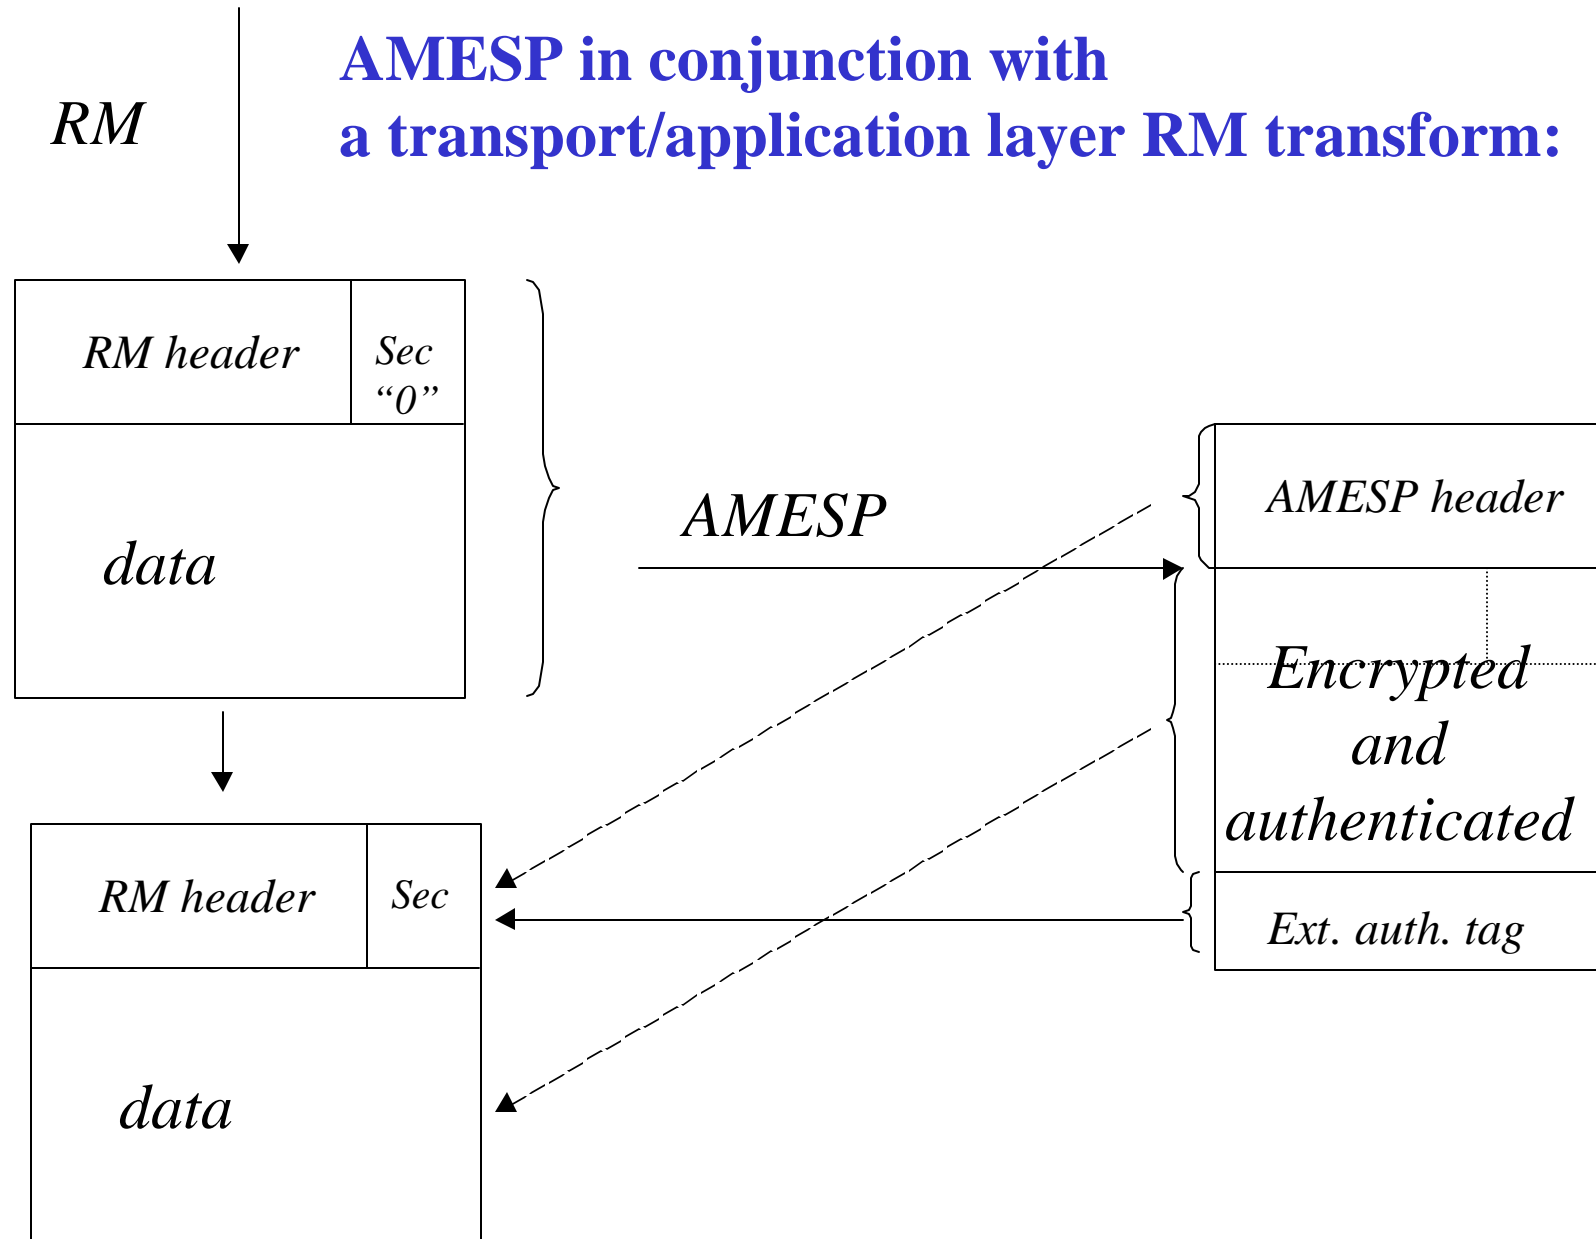 AMESP in conjunction with
a transport/application layer RM transform:
RM
RM header
Sec
“0”
data
AMESP
AMESP header
Encrypted
and
authenticated
Ext. auth. tag
RM header
Sec
data